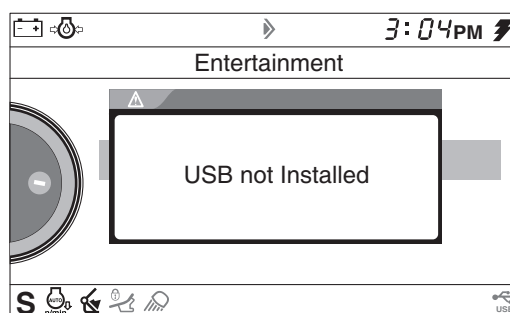 3:04PM
Entertainment
USB not Installed
S
AUTO
n/min
USB